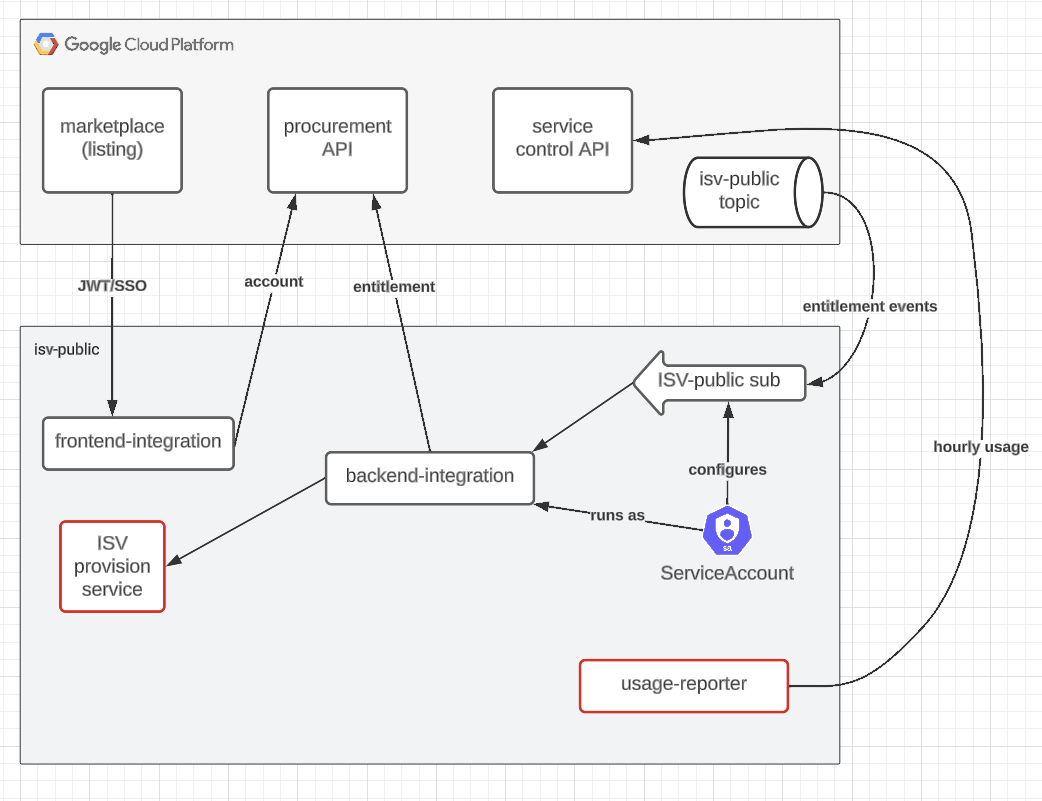 Google Cloud Platform
marketplace
(listing)
procurement
API
service
control API
isv-public
topic
JWT/SSO
account
entitlement
entitlement events
isv-public
ISV-public sub
frontend-integration
hourly usage
backend-integration
configures
runs as
sa
ServiceAccount
ISV
provision
service
usage-reporter